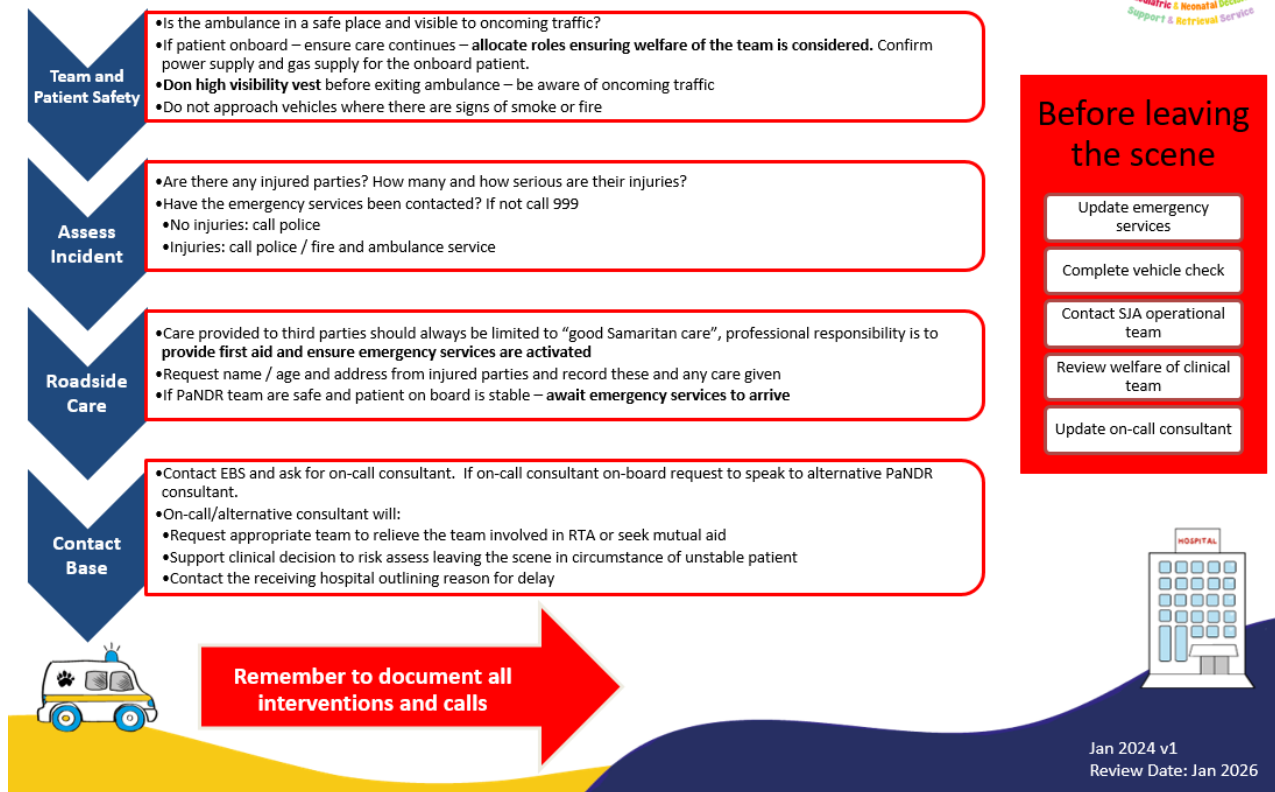 Paediatric & Neonatal Decision
Support & Retrieval Service
Team and
Patient Safety
•Is the ambulance in a safe place and visible to oncoming traffic?
•If patient onboard – ensure care continues – allocate roles ensuring welfare of the team is considered. Confirm
power supply and gas supply for the onboard patient.
•Don high visibility vest before exiting ambulance – be aware of oncoming traffic
•Do not approach vehicles where there are signs of smoke or fire
Assess
Incident
•Are there any injured parties? How many and how serious are their injuries?
•Have the emergency services been contacted? If not call 999
•No injuries: call police
•Injuries: call police / fire and ambulance service
Roadside
Care
•Care provided to third parties should always be limited to “good Samaritan care”, professional responsibility is to
provide first aid and ensure emergency services are activated
•Request name / age and address from injured parties and record these and any care given
•If PaNDR team are safe and patient on board is stable – await emergency services to arrive
Contact
Base
•Contact EBS and ask for on-call consultant.  If on-call consultant on-board request to speak to alternative PaNDR
consultant.
•On-call/alternative consultant will:
•Request appropriate team to relieve the team involved in RTA or seek mutual aid
•Support clinical decision to risk assess leaving the scene in circumstance of unstable patient
•Contact the receiving hospital outlining reason for delay
Before leaving
the scene
Update emergency
services
Complete vehicle check
Contact SJA operational
team
Review welfare of clinical
team
Update on-call consultant
HOSPITAL
Remember to document all
interventions and calls
Jan 2024 v1
Review Date: Jan 2026